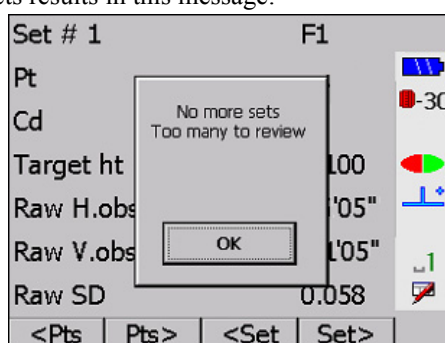 ets results in this message:
Set # 1 F1
Pt
Cd
Target ht 100
Raw H.obs '05"
Raw V.obs 1'05"
Raw SD 0.058
No more sets
Too many to review
OK
-30
1
<Pts Pts> <Set Set>